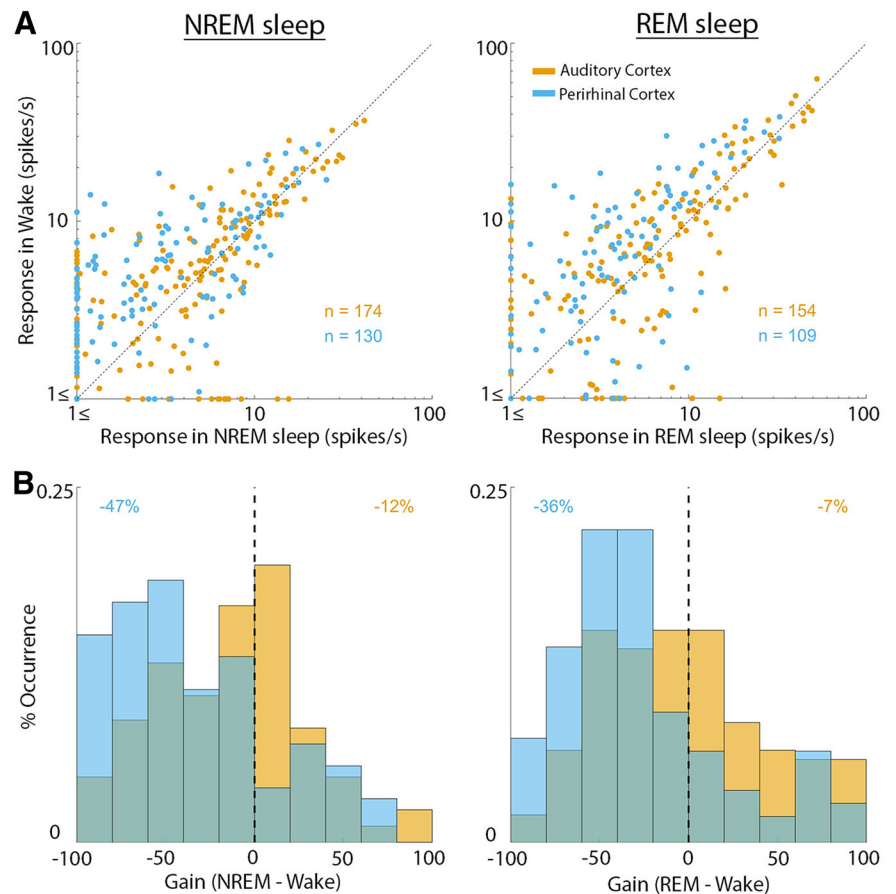 A
NREM sleep
REM sleep
Response in Wake (spikes/s)
100
10
1≤
1≤
10
100
Response in NREM sleep (spikes/s)
n = 174
n = 130
100
10
1≤
1≤
10
100
Response in REM sleep (spikes/s)
Auditory Cortex
Perirhinal Cortex
n = 154
n = 109
B
% Occurrence
0.25
0
-47%
-12%
-100
-50
0
50
100
Gain (NREM - Wake)
0.25
0
-36%
-7%
-100
-50
0
50
100
Gain (REM - Wake)